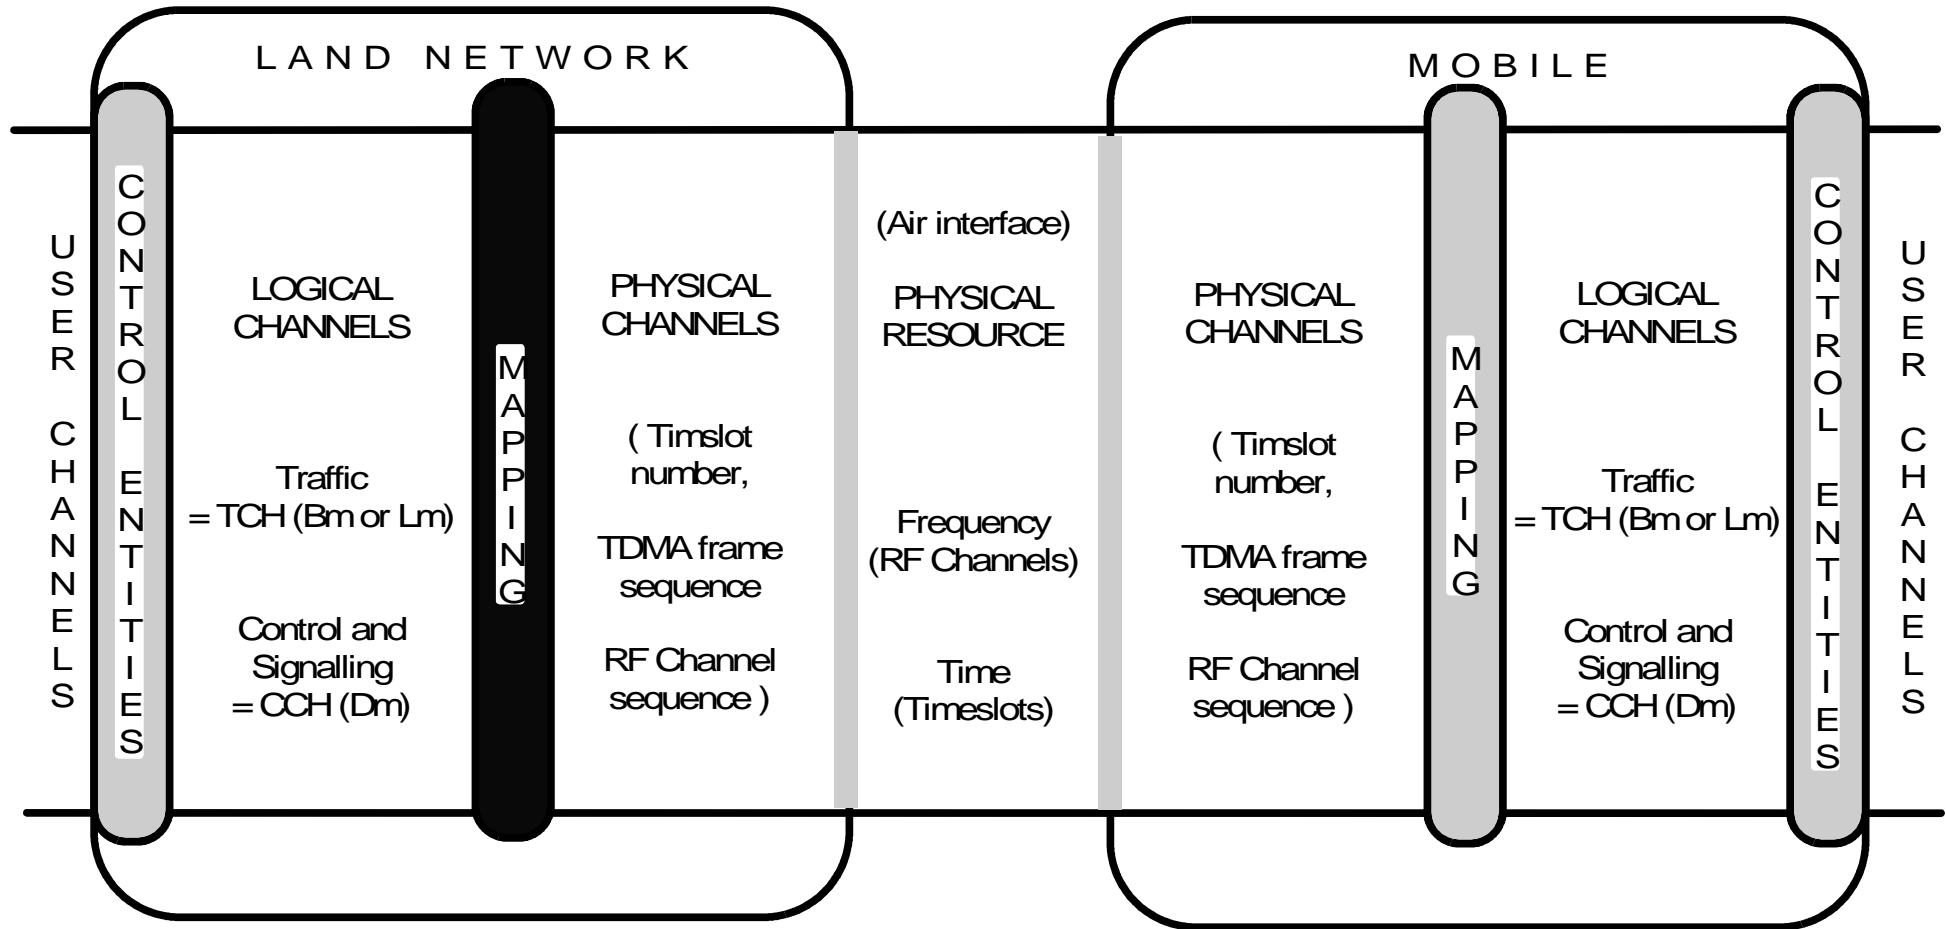 LAND NETWORK
MOBILE
USER CHANNELS
CONTROL ENTITIES
LOGICAL
CHANNELS
Traffic
= TCH (Bm or Lm)
Control and
Signalling
= CCH (Dm)
MAPPING
PHYSICAL
CHANNELS
( Timslot
number,
TDMA frame
sequence
RF Channel
sequence )
(Air interface)
PHYSICAL
RESOURCE
Frequency
(RF Channels)
Time
(Timeslots)
PHYSICAL
CHANNELS
( Timslot
number,
TDMA frame
sequence
RF Channel
sequence )
MAPPING
LOGICAL
CHANNELS
Traffic
= TCH (Bm or Lm)
Control and
Signalling
= CCH (Dm)
CONTROL ENTITIES
USER CHANNELS